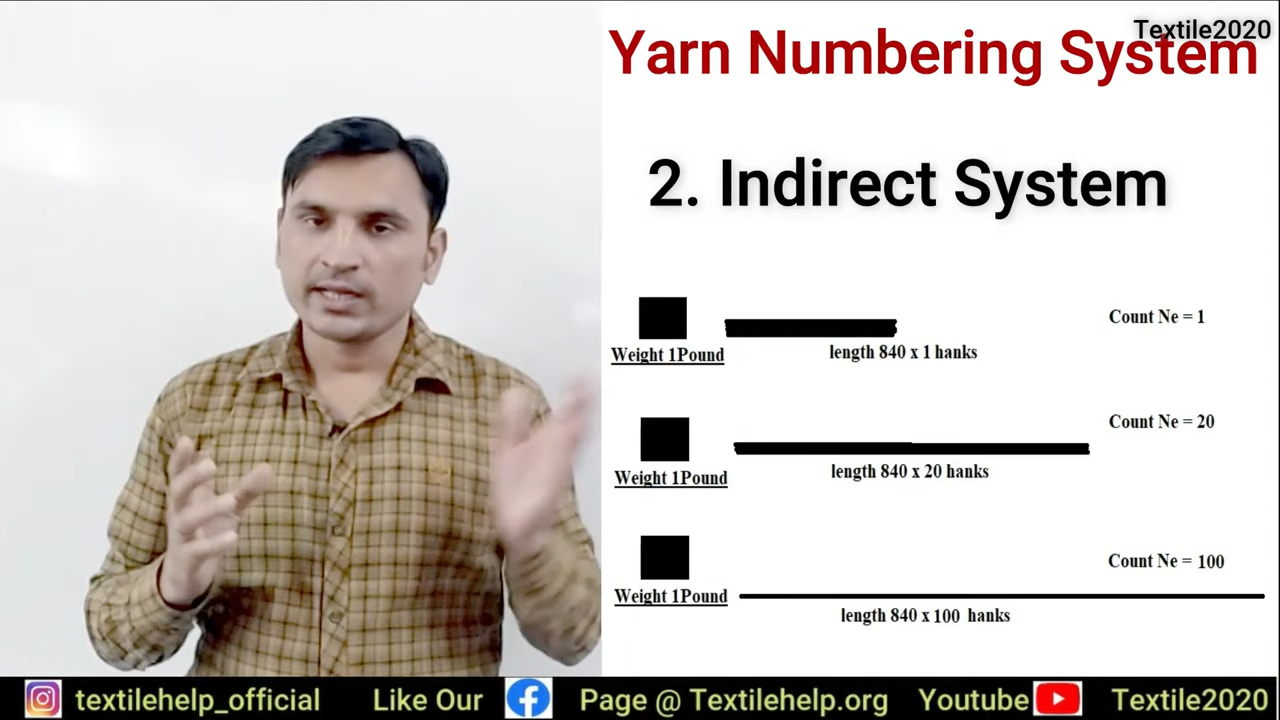 Textile2020
Yarn Numbering System
2. Indirect System
Count Ne = 1
Weight 1Pound
length 840 x 1 hanks
Count Ne = 20
Weight 1Pound
length 840 x 20 hanks
Count Ne = 100
Weight 1Pound
length 840 x 100 hanks
textilehelp_official Like Our Page @ Textilehelp.org Youtube Textile2020